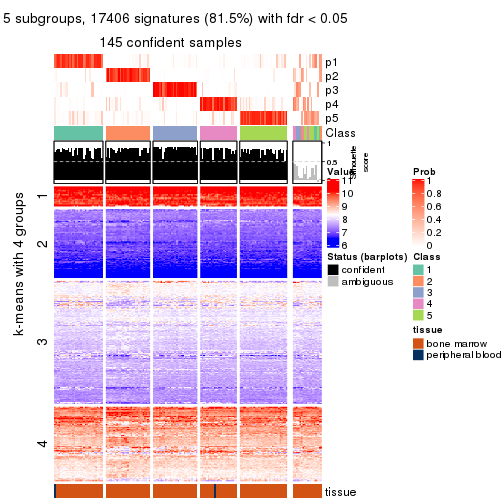 5 subgroups, 17406 signatures (81.5%) with fdr < 0.05
145 confident samples
p1
p2
p3
p4
p5
Class
1
0.5
0
silhouette
score
k-means with 4 groups
1
2
3
4
Value
11
10
9
8
7
6
Prob
1
0.8
0.6
0.4
0.2
0
Status (barplots)
confident
ambiguous
Class
1
2
3
4
5
tissue
bone marrow
peripheral blood
tissue